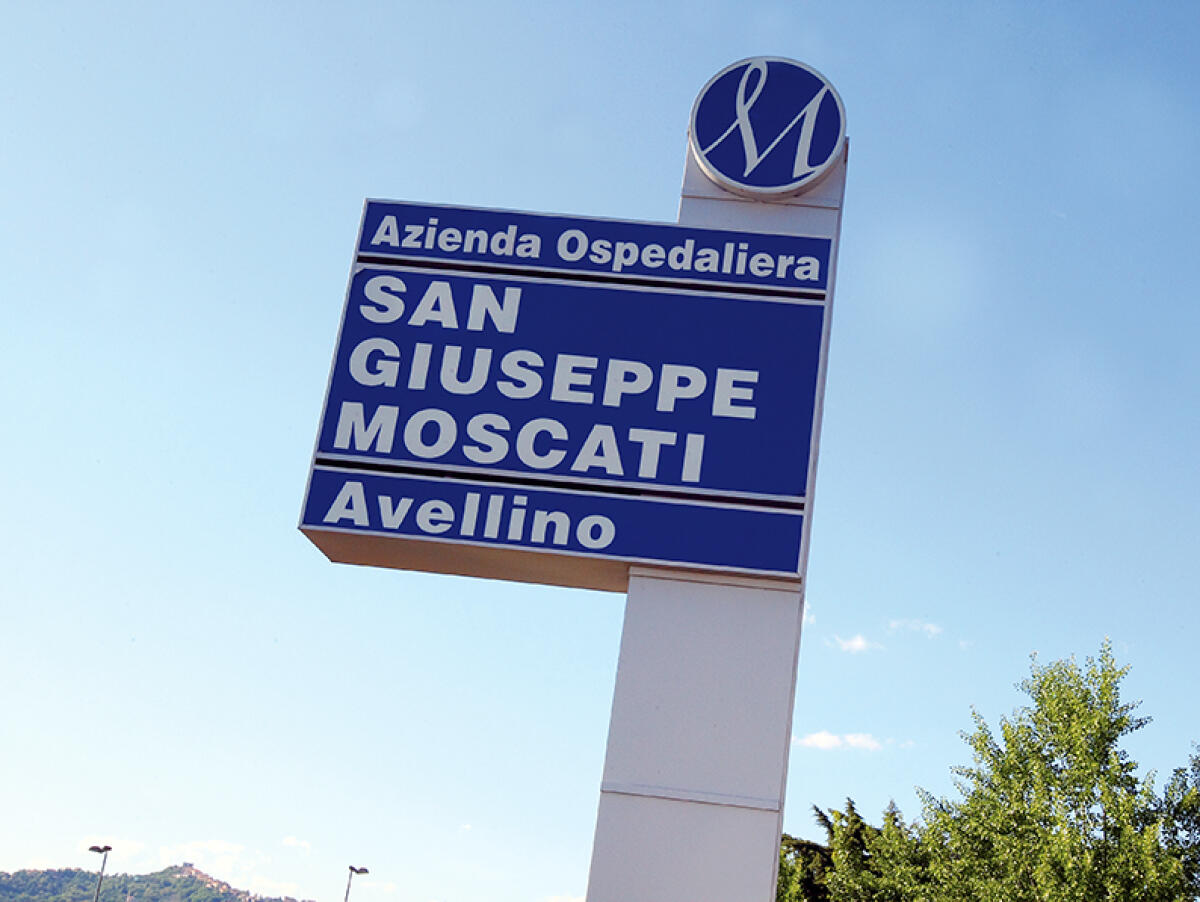 M
Azienda Ospedaliera
SAN
GIUSEPPE
MOSCATI
Avellino